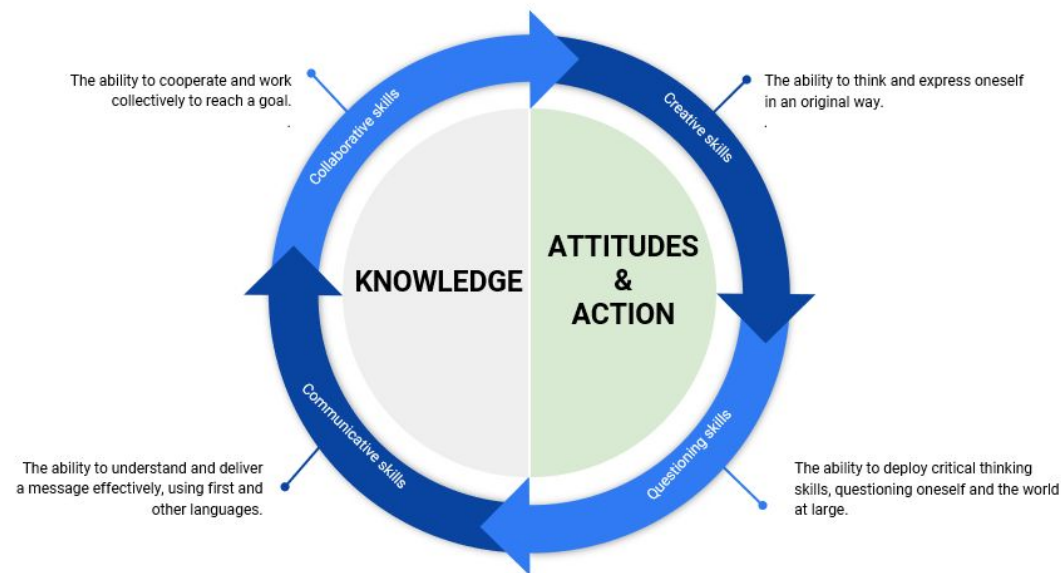 The ability to cooperate and work
collectively to reach a goal.
.
Collaborative skills
The ability to think and express oneself
in an original way.
.
Creative skills
KNOWLEDGE
ATTITUDES
&
ACTION
Communicative skills
The ability to understand and deliver
a message effectively, using first and
other languages.
Questioning skills
The ability to deploy critical thinking
skills, questioning oneself and the world
at large.